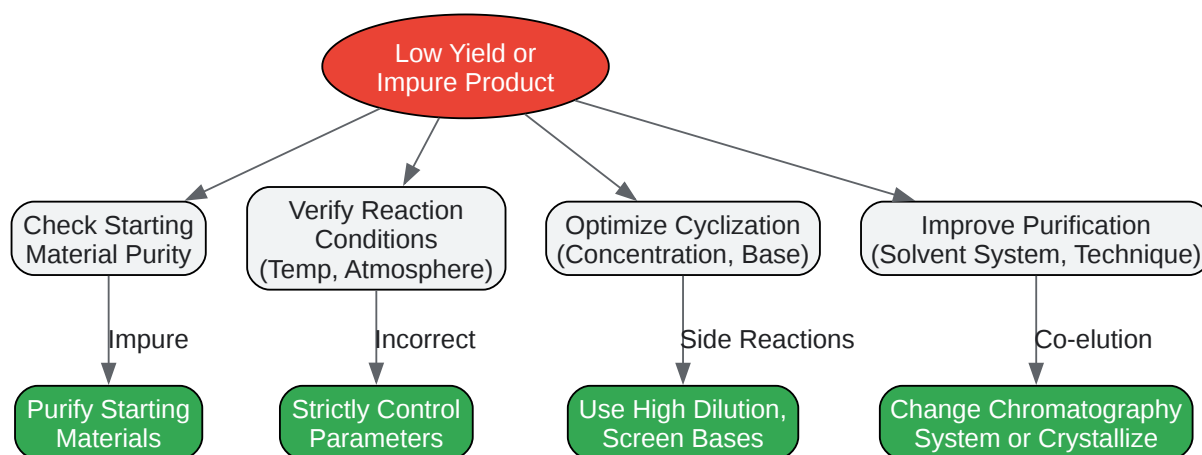 Low Yield or
Impure Product
Check Starting
Material Purity
Verify Reaction
Conditions
(Temp, Atmosphere)
Optimize Cyclization
(Concentration, Base)
Improve Purification
(Solvent System, Technique)
Impure
Incorrect
Side Reactions
Co-elution
Purify Starting
Materials
Strictly Control
Parameters
Use High Dilution,
Screen Bases
Change Chromatography
System or Crystallize